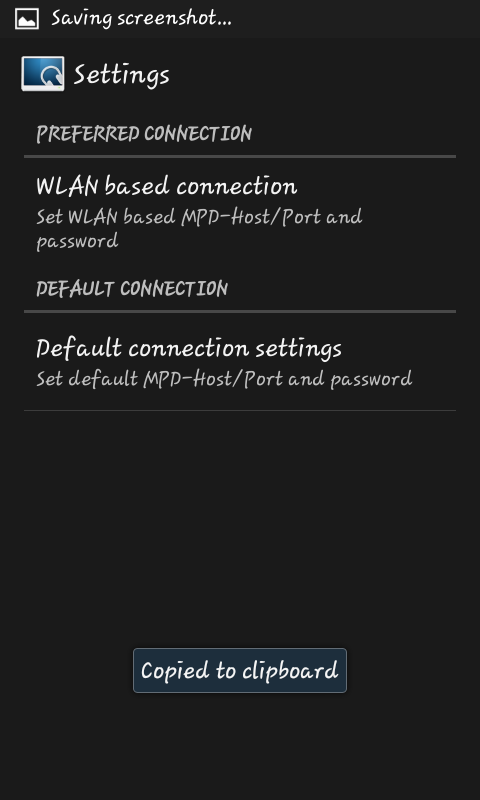 Saving screenshot...
Settings
PREFERRED CONNECTION
WLAN based connection
Set WLAN based MPD-Host/Port and
password
DEFAULT CONNECTION
Default connection settings
Set default MPD-Host/Port and password
Copied to clipboard